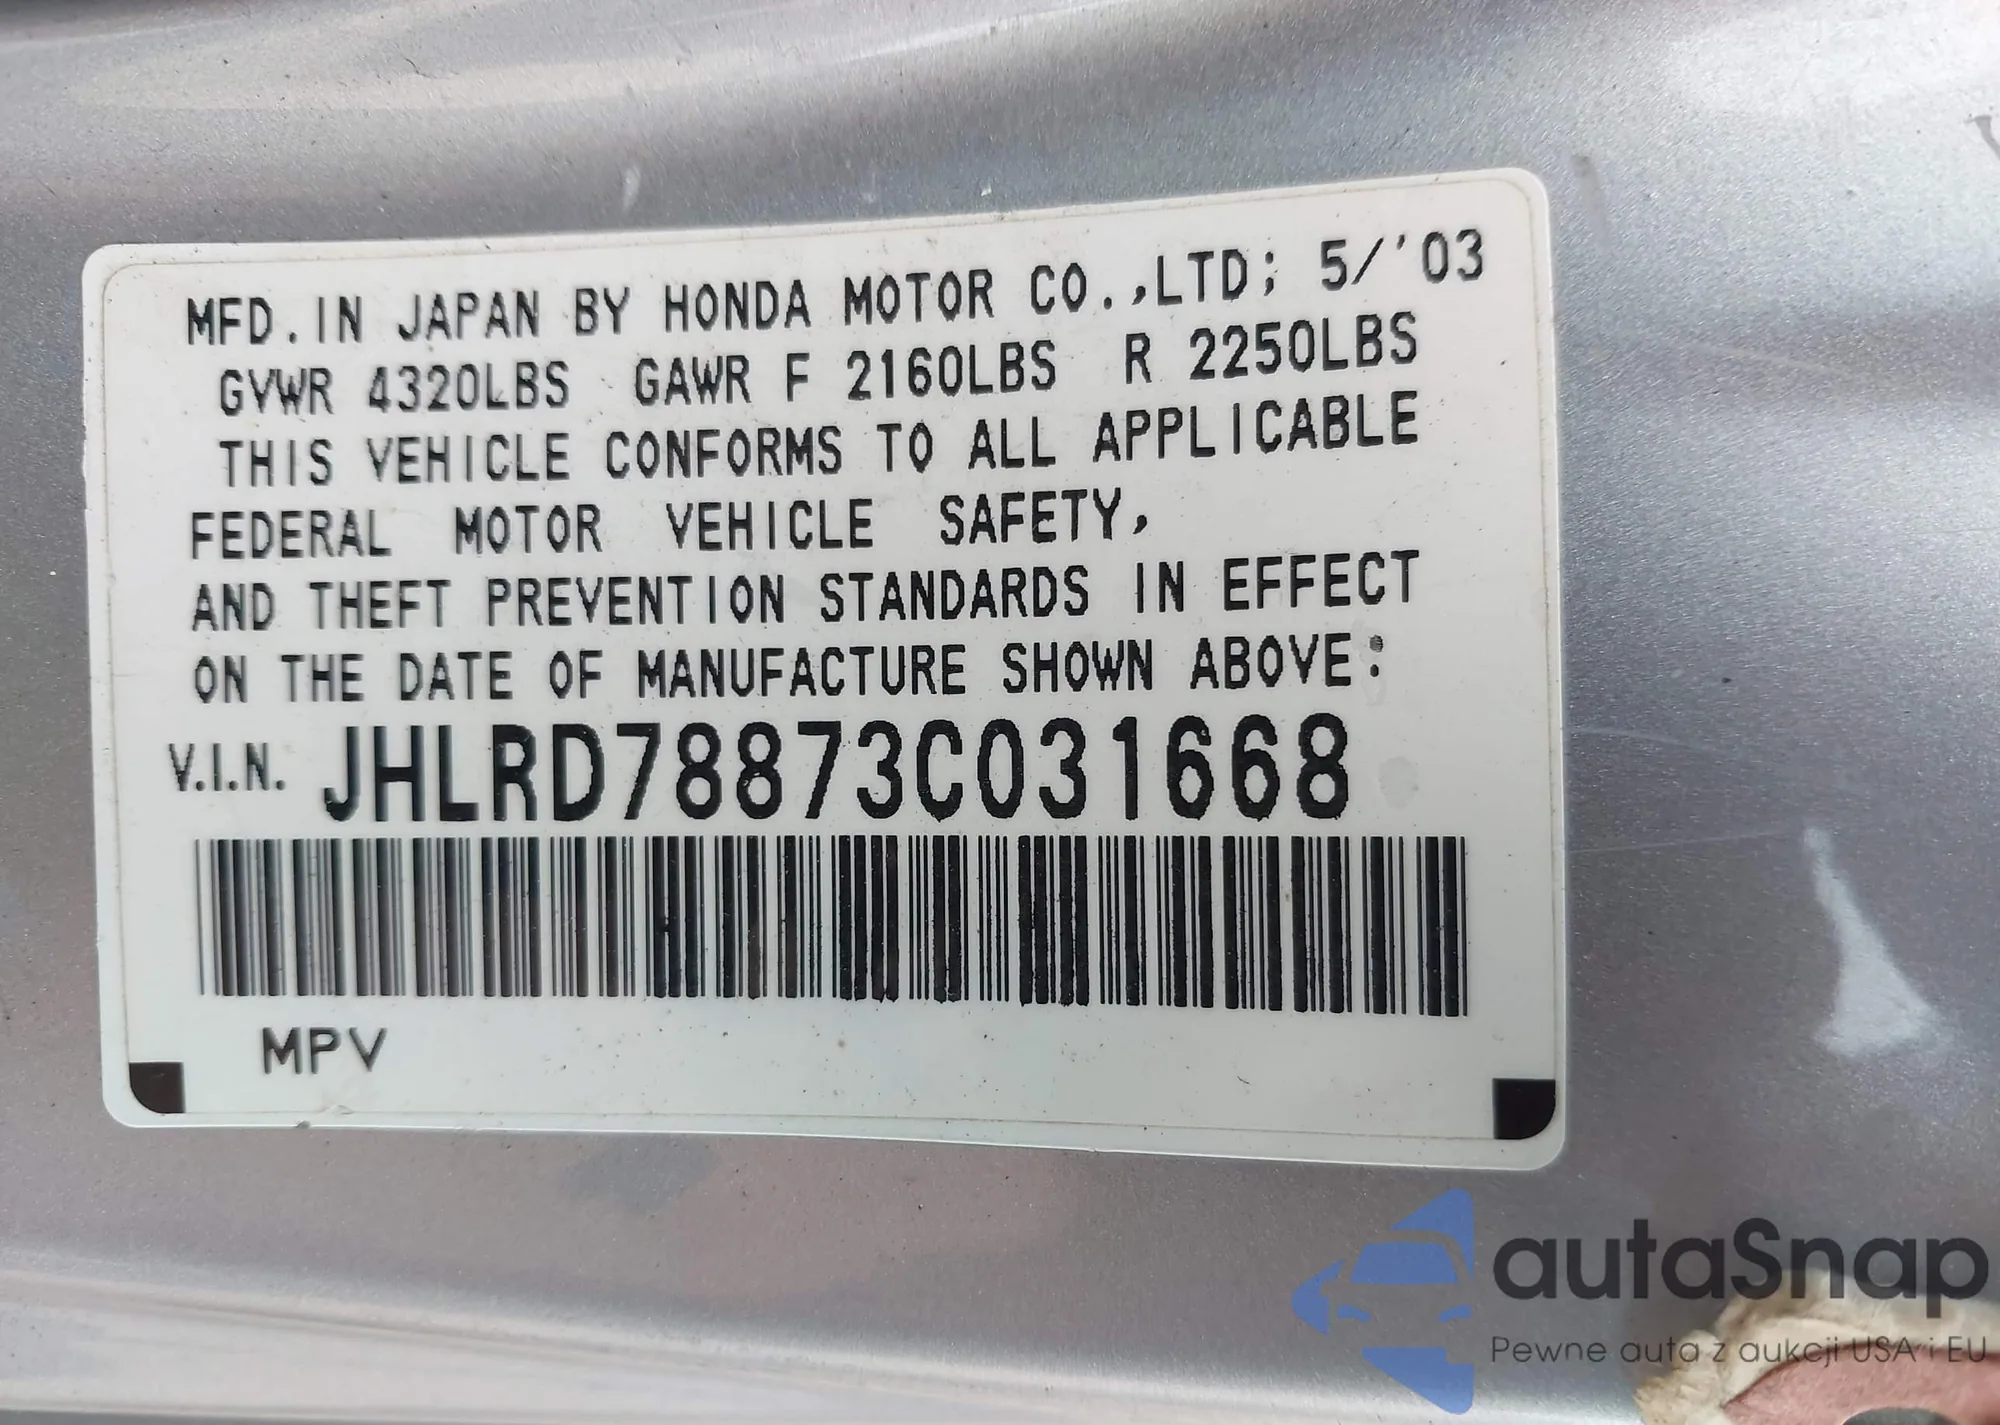 MFD. IN JAPAN BY HONDA MOTOR CO.,LTD; 5/'03
GVWR 4320LBS GAWR F 2160LBS R 2250LBS
THIS VEHICLE CONFORMS TO ALL APPLICABLE
FEDERAL MOTOR VEHICLE SAFETY,
AND THEFT PREVENTION STANDARDS IN EFFECT
ON THE DATE OF MANUFACTURE SHOWN ABOVE:
V.I.N. JHLRD78873C031668
MPV
autaSnap
Pewne auta z aukcji USA i EU